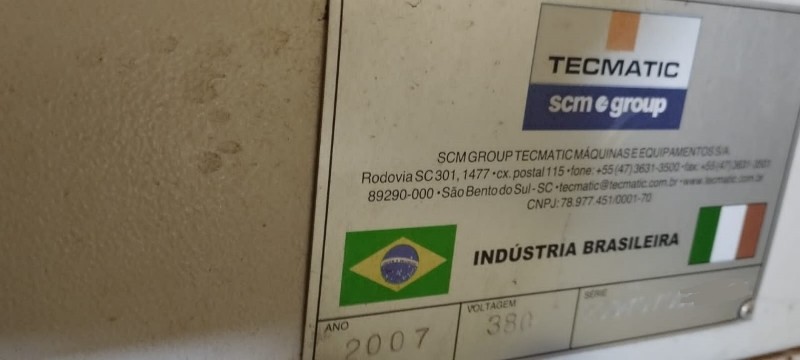 TECMATIC
scm group
SCM GROUP TECMATIC MÁQUINAS E EQUIPAMENTOS S/A.
Rodovia SC 301, 1477 • cx. postal 115 • fone: +55 (47) 3631-3500 • fax: +55 (47) 3631-3501
89290-000 • São Bento do Sul - SC • tecmatic@tecmatic.com.br • www.tecmatic.com.br
CNPJ: 78.977.451/0001-70
INDÚSTRIA BRASILEIRA
ANO 2007 VOLTAGEM 380 SÉRIE